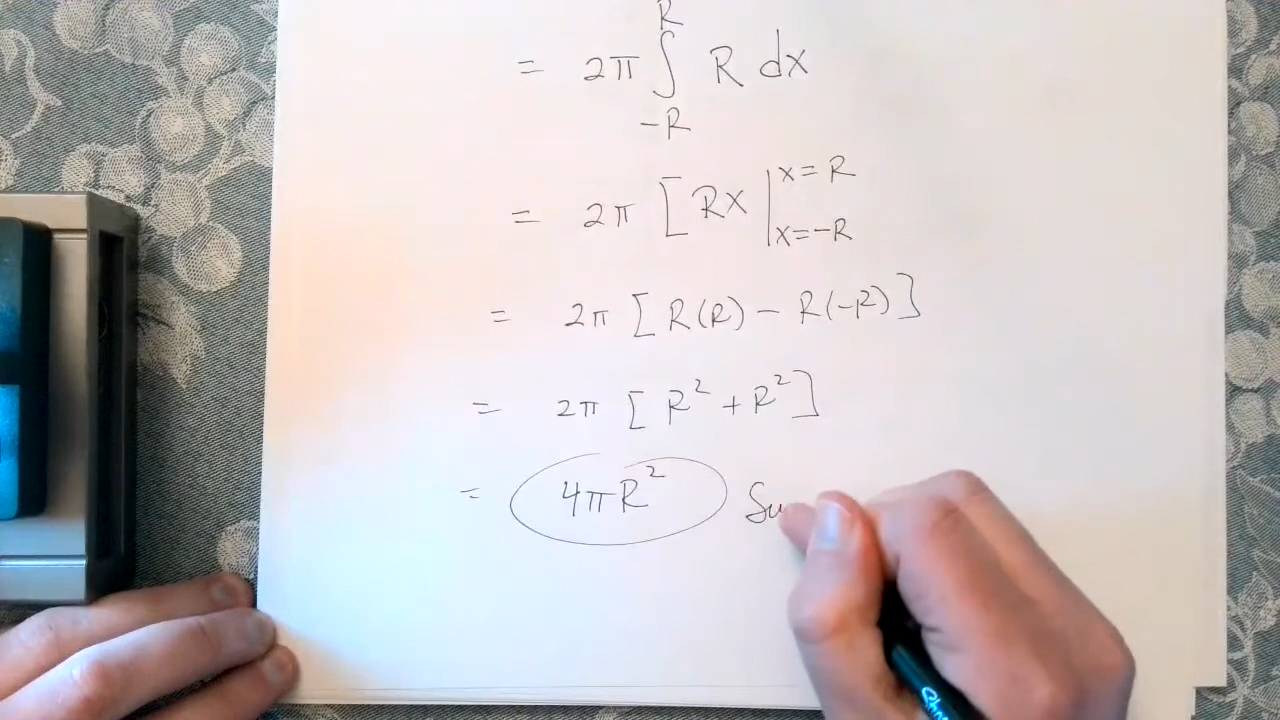 = 2π ∫_{-R}^{R} R dx
= 2π [ Rx |_{x=-R}^{x=R}
= 2π [ R(R) - R(-R) ]
= 2π [ R² + R² ]
= 4πR² Su